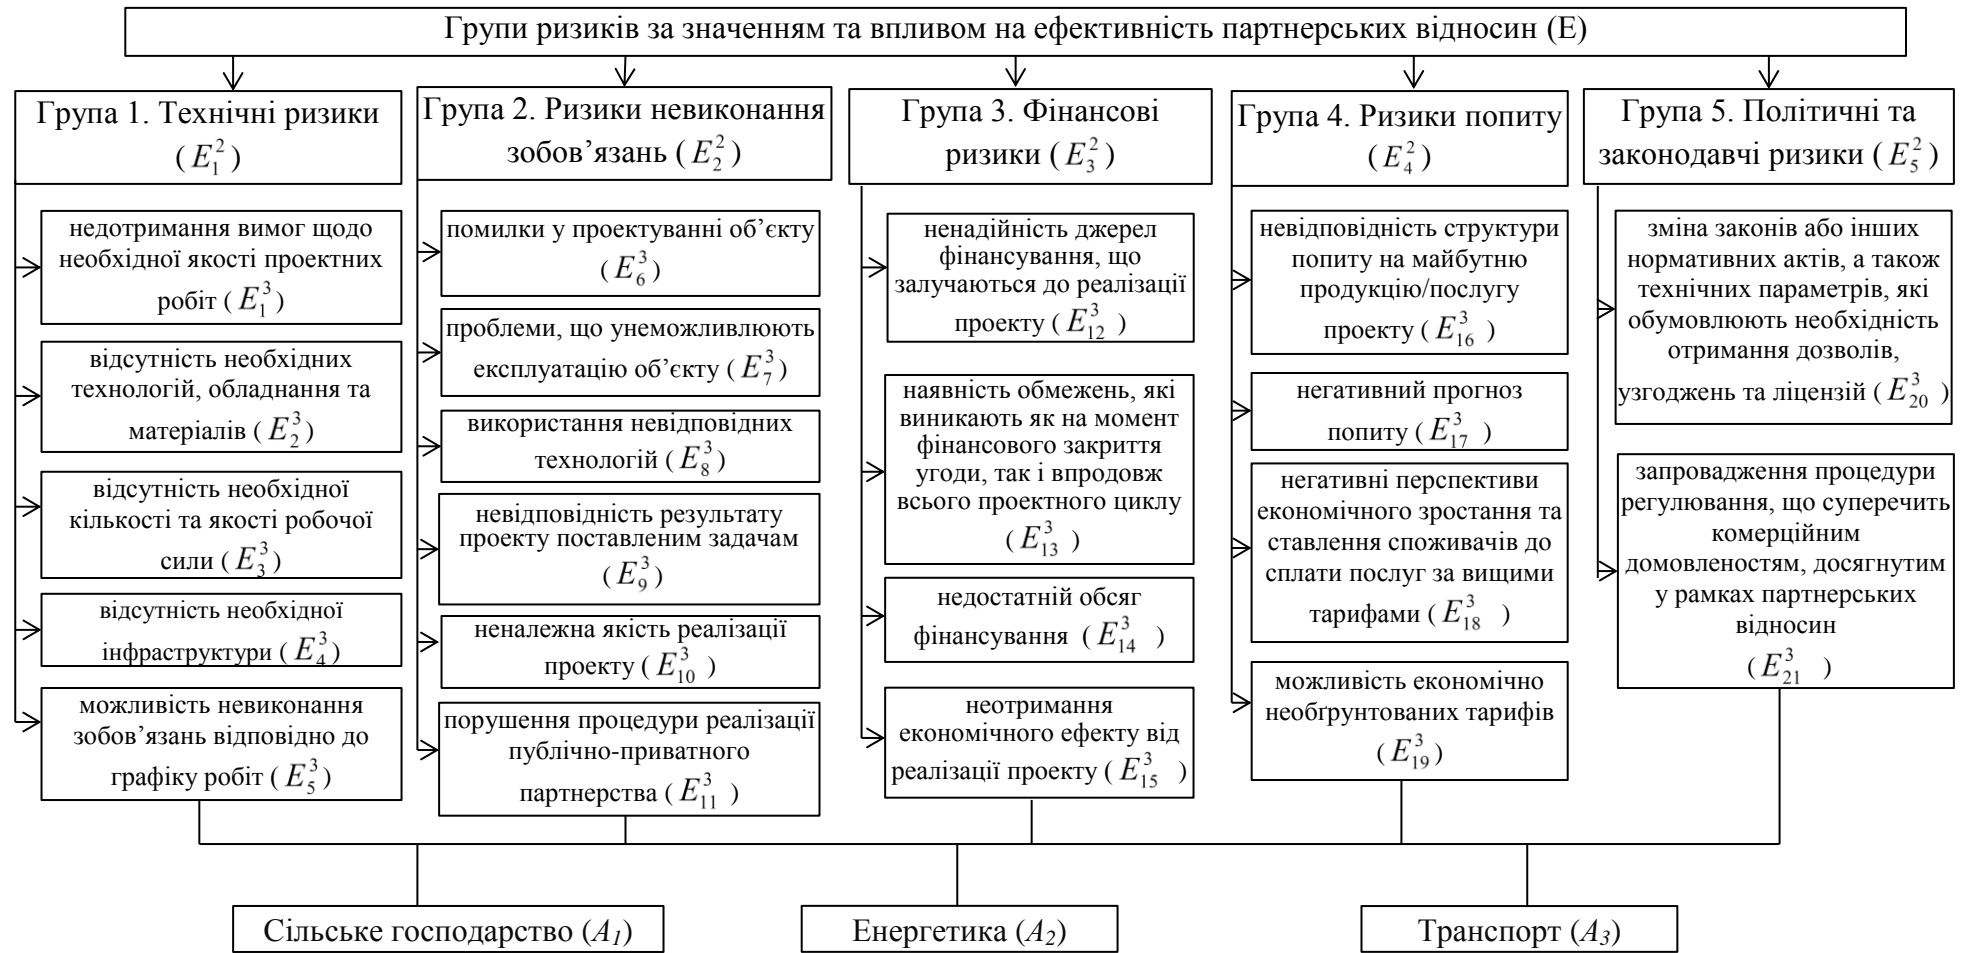 Групи ризиків за значенням та впливом на ефективність партнерських відносин (Е)
Група 1. Технічні ризики
( E₁² )
недотримання вимог щодо
необхідної якості проектних
робіт ( E₁³ )
відсутність необхідних
технологій, обладнання та
матеріалів ( E₂³ )
відсутність необхідної
кількості та якості робочої
сили ( E₃³ )
відсутність необхідної
інфраструктури ( E₄³ )
можливість невиконання
зобов’язань відповідно до
графіку робіт ( E₅³ )
Група 2. Ризики невиконання
зобов’язань ( E₂² )
помилки у проектуванні об’єкту
( E₆³ )
проблеми, що унеможливлюють
експлуатацію об’єкту ( E₇³ )
використання невідповідних
технологій ( E₈³ )
невідповідність результату
проекту поставленим задачам
( E₉³ )
неналежна якість реалізації
проекту ( E₁₀³ )
порушення процедури реалізації
публічно-приватного
партнерства ( E₁₁³ )
Група 3. Фінансові
ризики ( E₃² )
ненадійність джерел
фінансування, що
залучаються до реалізації
проекту ( E₁₂³ )
наявність обмежень, які
виникають як на момент
фінансового закриття
угоди, так і впродовж
всього проектного циклу
( E₁₃³ )
недостатній обсяг
фінансування ( E₁₄³ )
неотримання
економічного ефекту від
реалізації проекту ( E₁₅³ )
Група 4. Ризики попиту
( E₄² )
невідповідність структури
попиту на майбутню
продукцію/послугу
проекту ( E₁₆³ )
негативний прогноз
попиту ( E₁₇³ )
негативні перспективи
економічного зростання та
ставлення споживачів до
сплати послуг за вищими
тарифами ( E₁₈³ )
можливість економічно
необґрунтованих тарифів
( E₁₉³ )
Група 5. Політичні та
законодавчі ризики ( E₅² )
зміна законів або інших
нормативних актів, а також
технічних параметрів, які
обумовлюють необхідність
отримання дозволів,
узгоджень та ліцензій ( E₂₀³ )
запровадження процедури
регулювання, що суперечить
комерційним
домовленостям, досягнутим
у рамках партнерських
відносин
( E₂₁³ )
Сільське господарство (A₁)
Енергетика (A₂)
Транспорт (A₃)